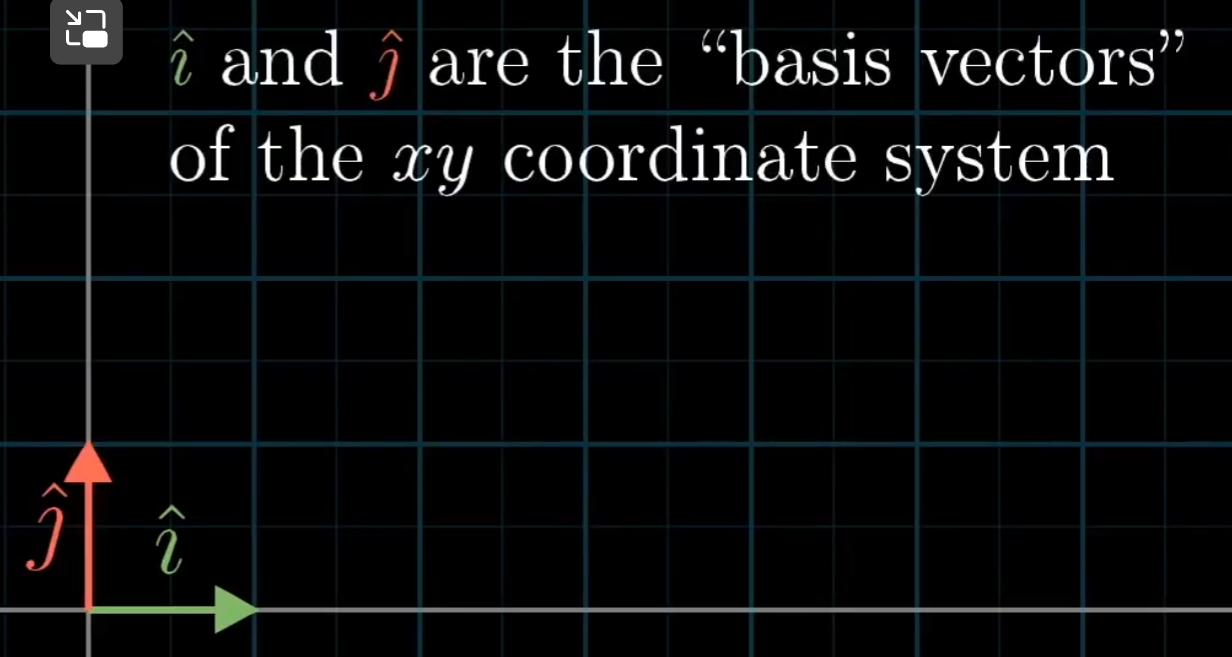 î and ĵ are the “basis vectors”
of the xy coordinate system
ĵ
î